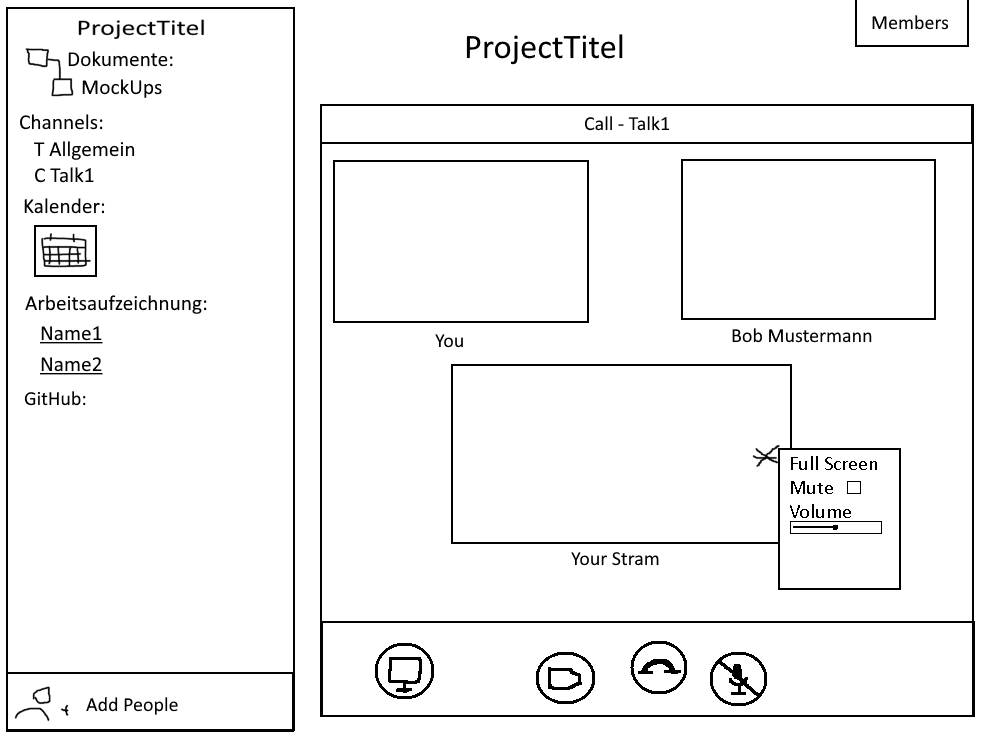 ProjectTitel
Dokumente:
MockUps
Channels:
T Allgemein
C Talk1
Kalender:
Arbeitsaufzeichnung:
Name1
Name2
GitHub:
Add People
ProjectTitel
Members
Call - Talk1
You
Bob Mustermann
Your Stram
Full Screen
Mute
Volume